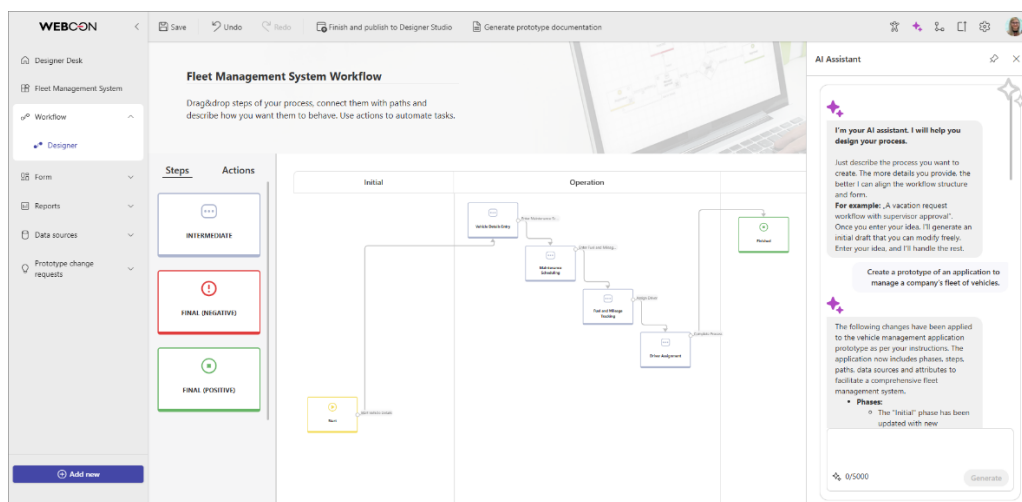 WEBCON
Save
Undo
Redo
Finish and publish to Designer Studio
Generate prototype documentation
Designer Desk
Fleet Management System
Workflow
Designer
Form
Reports
Data sources
Prototype change
requests
Add new
Fleet Management System Workflow
Drag&drop steps of your process, connect them with paths and
describe how you want them to behave. Use actions to automate tasks.
Steps
Actions
INTERMEDIATE
FINAL (NEGATIVE)
FINAL (POSITIVE)
Initial
Operation
Vehicle Details Entry
Maintenance
Scheduling
Fuel and Mileage
Tracking
Assign Driver
Driver Assignment
Start
Finished
AI Assistant
I'm your AI assistant. I will help you
design your process.
Just describe the process you want to
create. The more details you provide, the
better I can align the workflow structure
and form.
For example: „A vacation request
workflow with supervisor approval".
Once you enter your idea, I'll generate an
initial draft that you can modify freely.
Enter your idea, and I'll handle the rest.
Create a prototype of an application to
manage a company's fleet of vehicles.
The following changes have been applied
to the vehicle management application
prototype as per your instructions. The
application now includes phases, steps,
paths, data sources and attributes to
facilitate a comprehensive fleet
management system.
• Phases:
The "Initial" phase has been
updated with new
0/5000
Generate